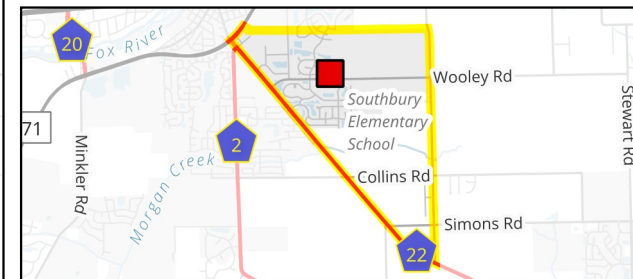 20
Fox River
Wooley Rd
Southbury
Elementary
School
71
Minkler Rd
2
Morgan Creek
Collins Rd
Simons Rd
22
Stewart Rd